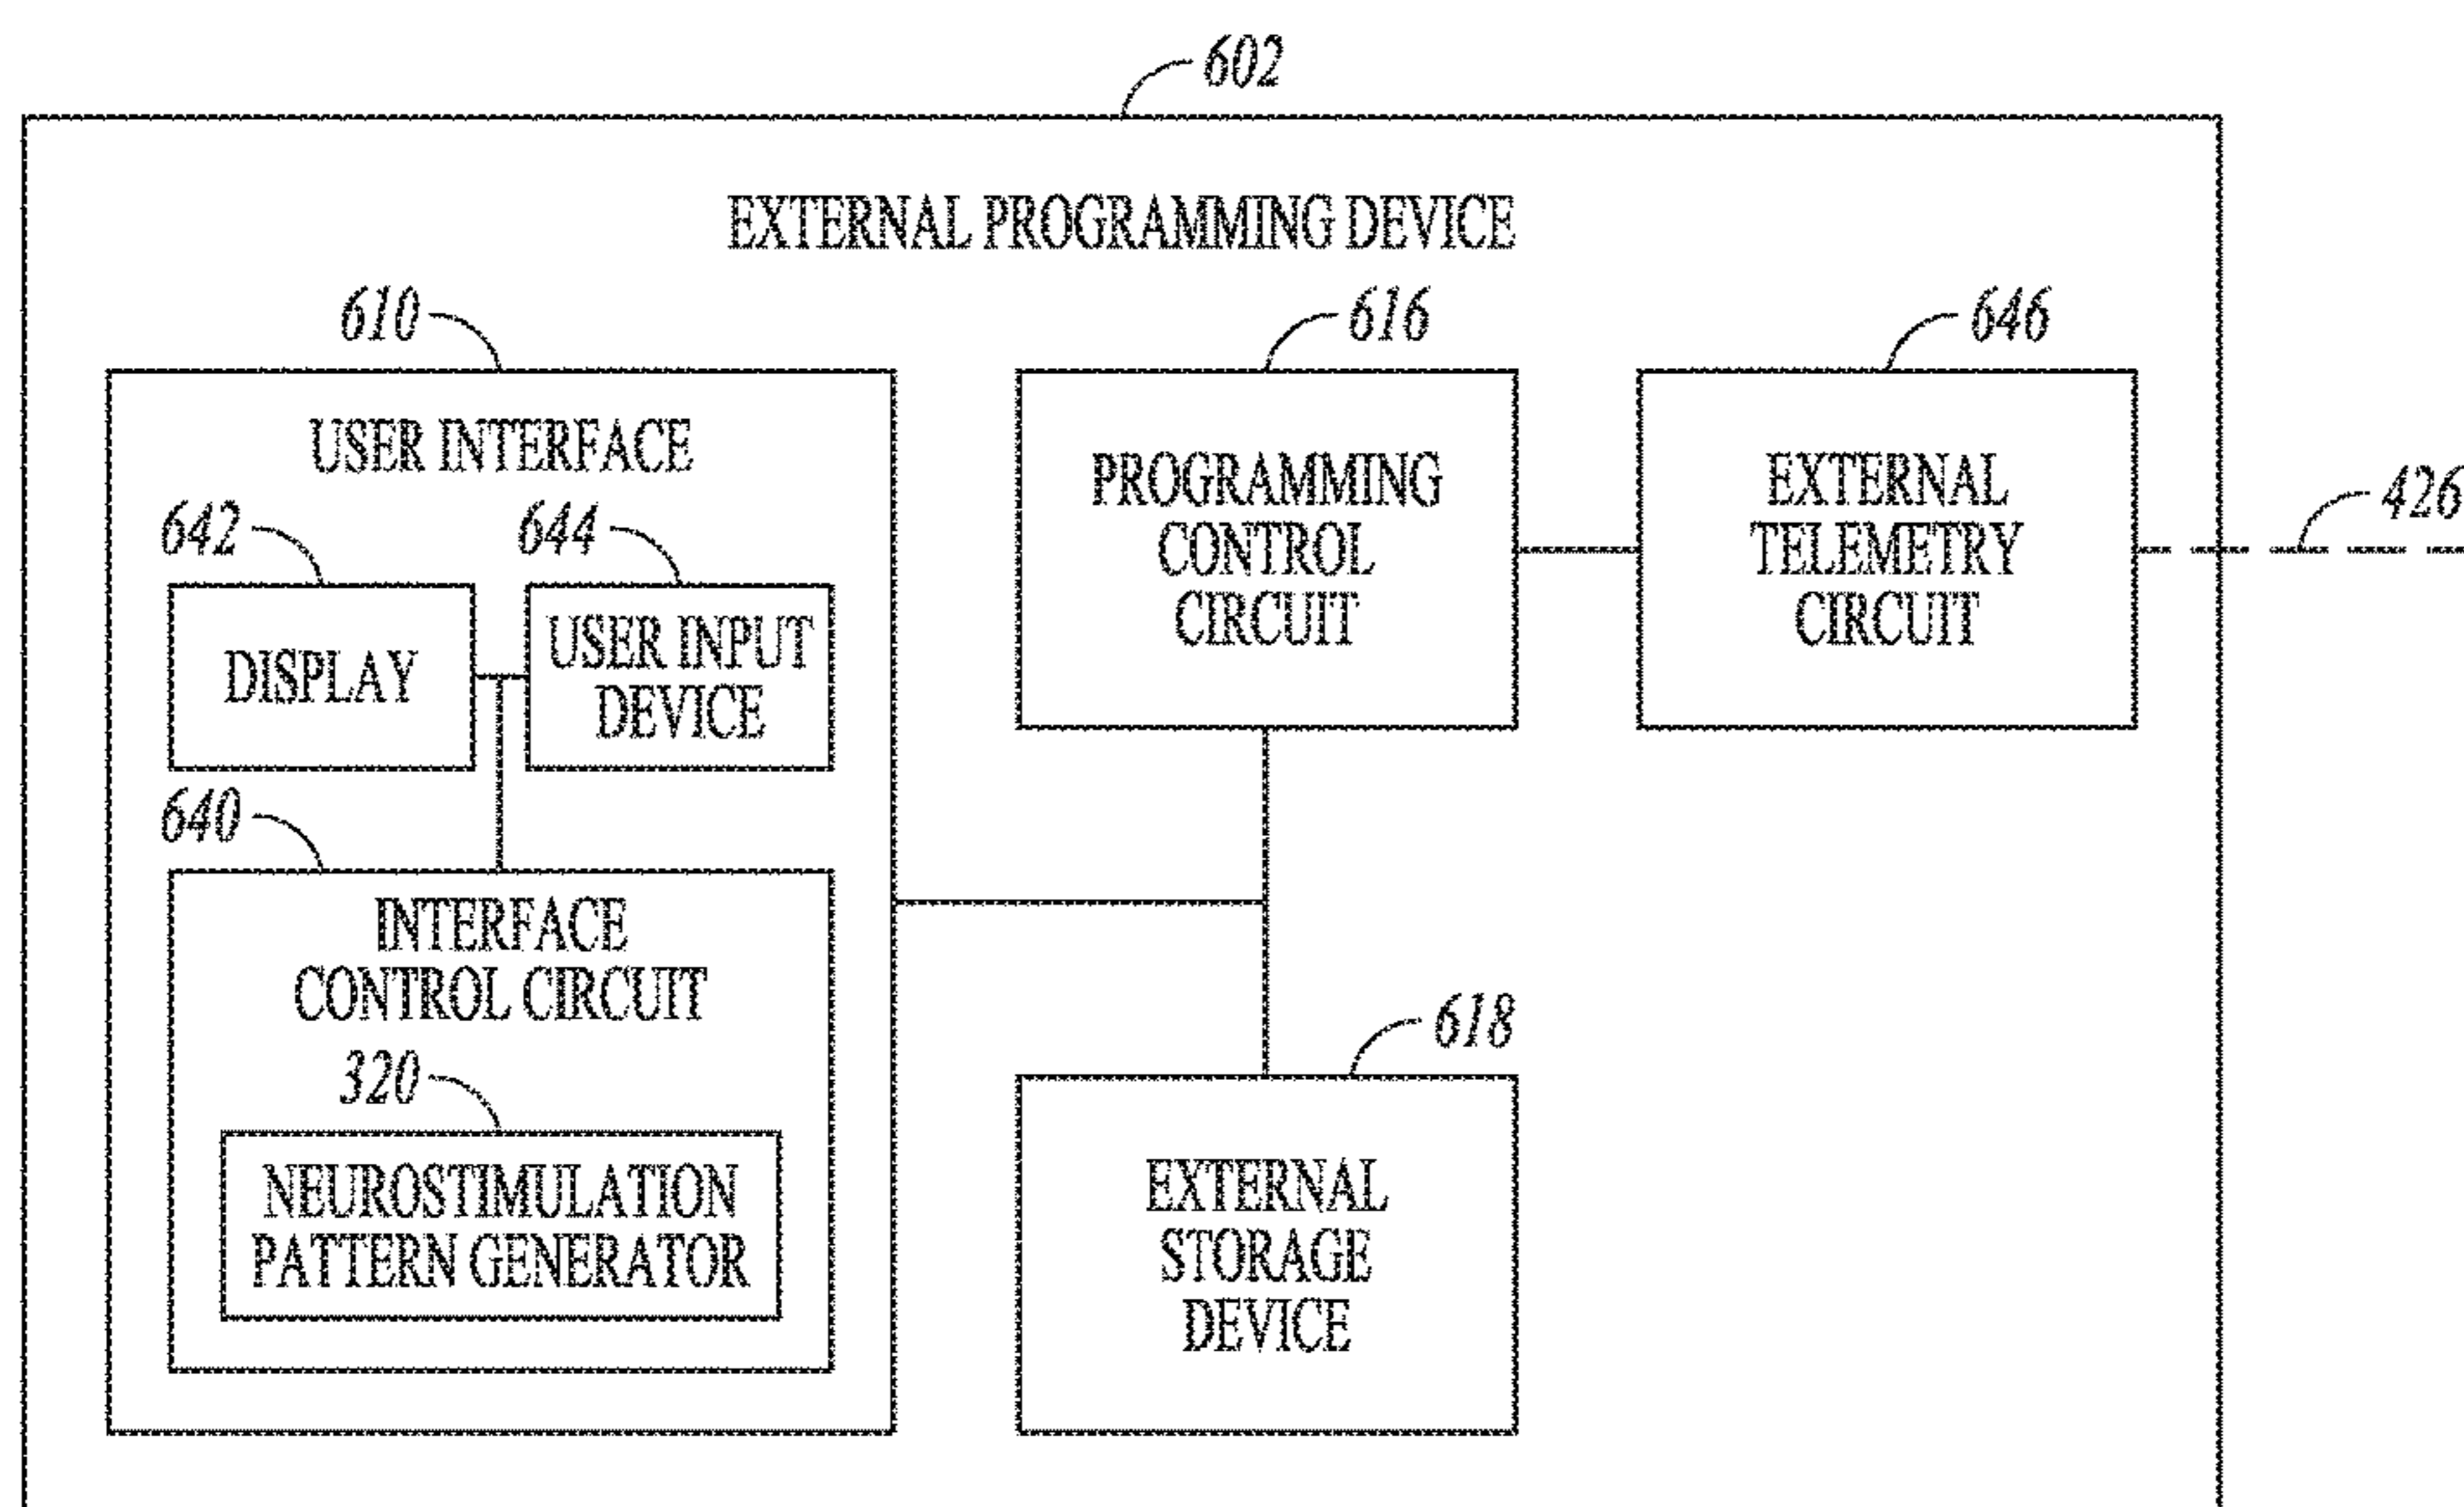 602
EXTERNAL PROGRAMMING DEVICE
610
616
646
USER INTERFACE
642
644
DISPLAY
USER INPUT
DEVICE
640
INTERFACE
CONTROL CIRCUIT
320
NEUROSTIMULATION
PATTERN GENERATOR
PROGRAMMING
CONTROL
CIRCUIT
EXTERNAL
TELEMETRY
CIRCUIT
426
618
EXTERNAL
STORAGE
DEVICE